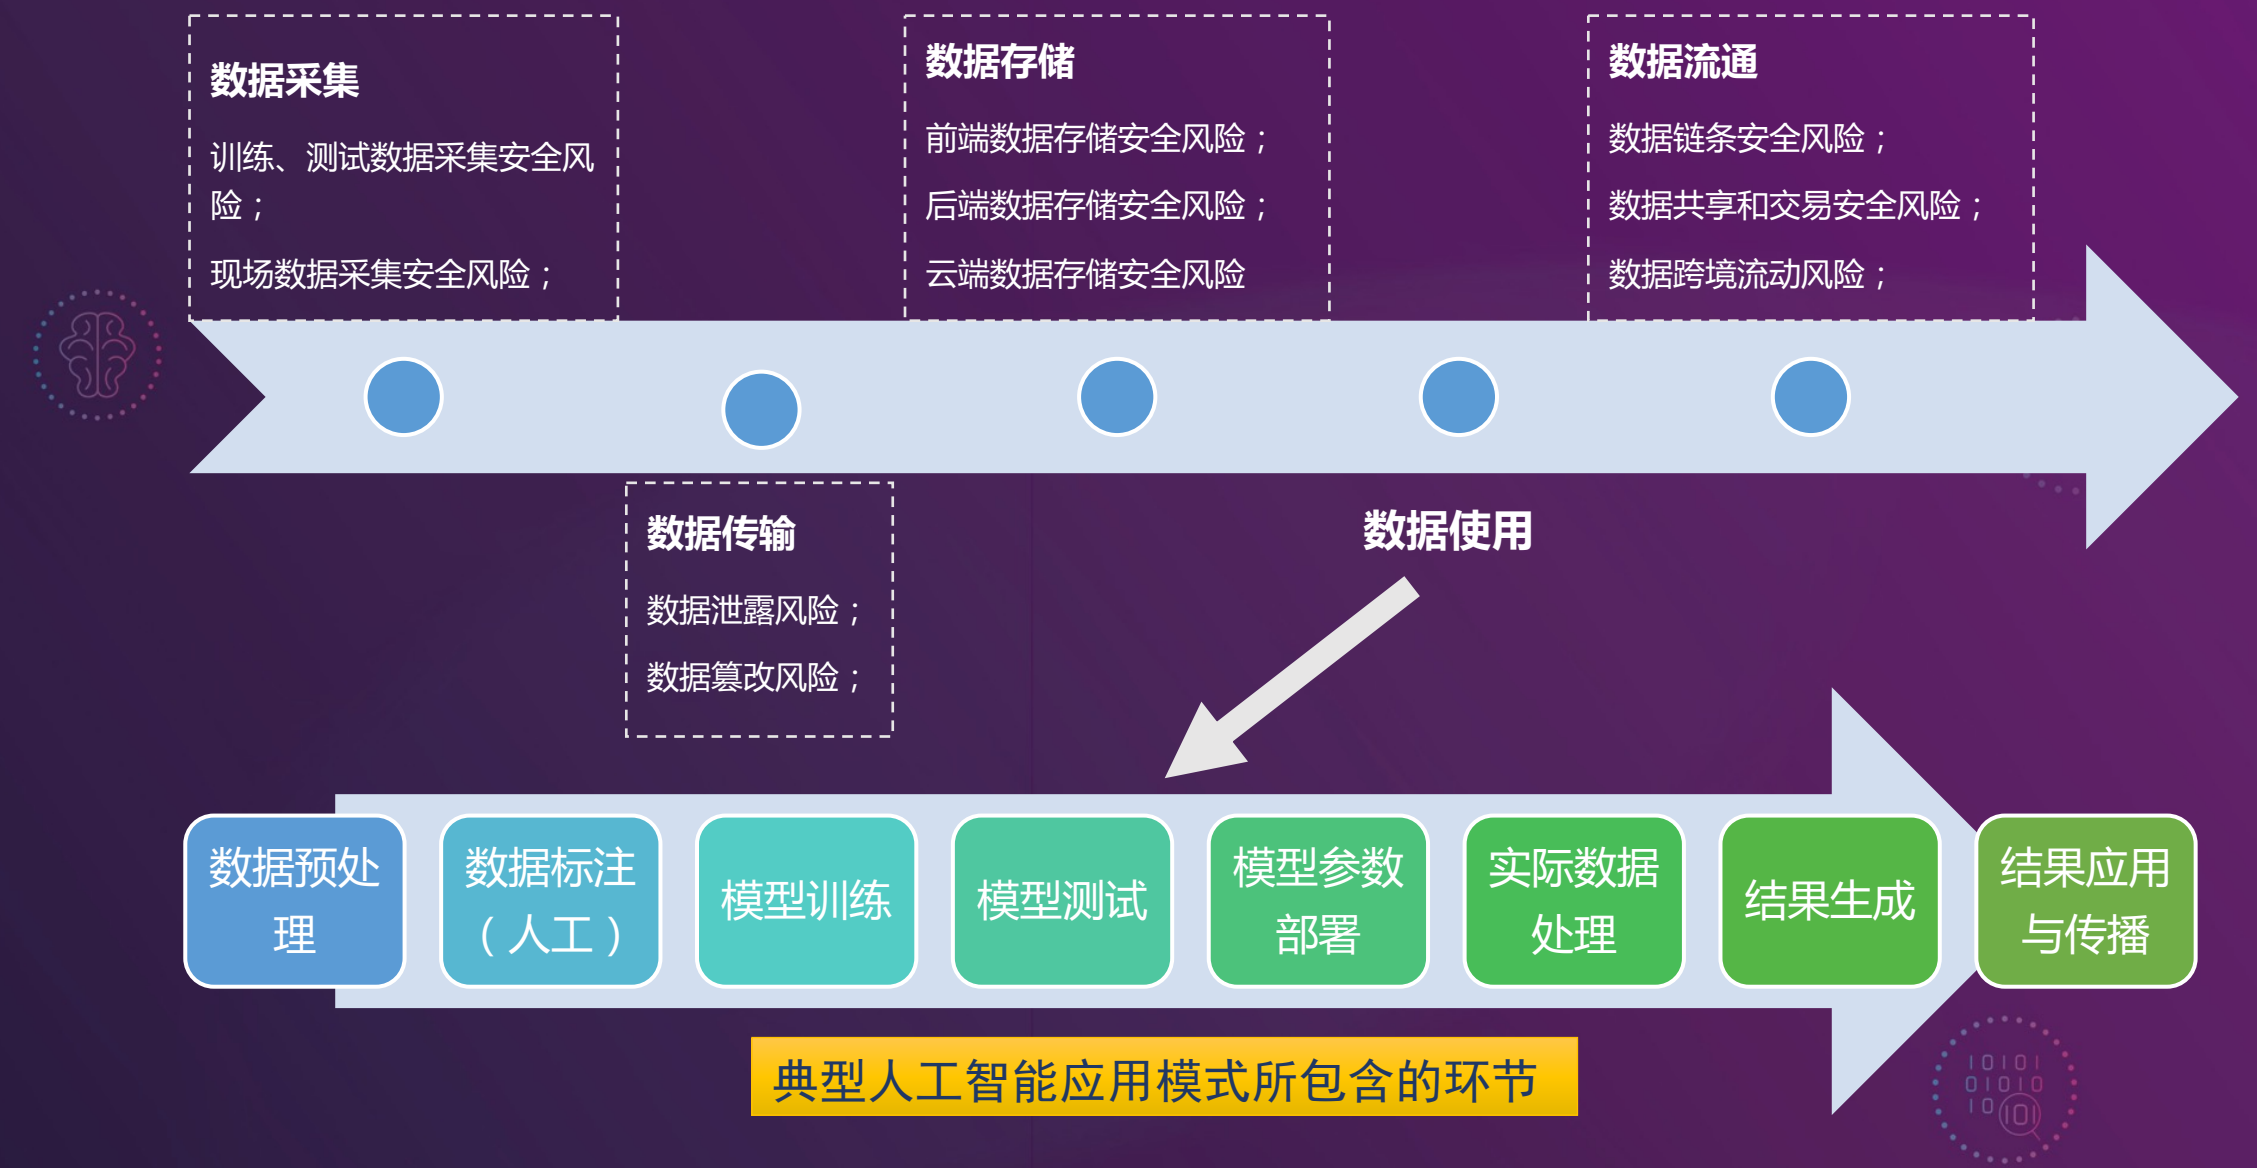 数据采集
训练、测试数据采集安全风
险；
现场数据采集安全风险；
数据存储
前端数据存储安全风险；
后端数据存储安全风险；
云端数据存储安全风险
数据流通
数据链条安全风险；
数据共享和交易安全风险；
数据跨境流动风险；
数据传输
数据泄露风险；
数据篡改风险；
数据使用
数据预处
理
数据标注
（人工）
模型训练
模型测试
模型参数
部署
实际数据
处理
结果生成
结果应用
与传播
典型人工智能应用模式所包含的环节
10101
01010
10
101